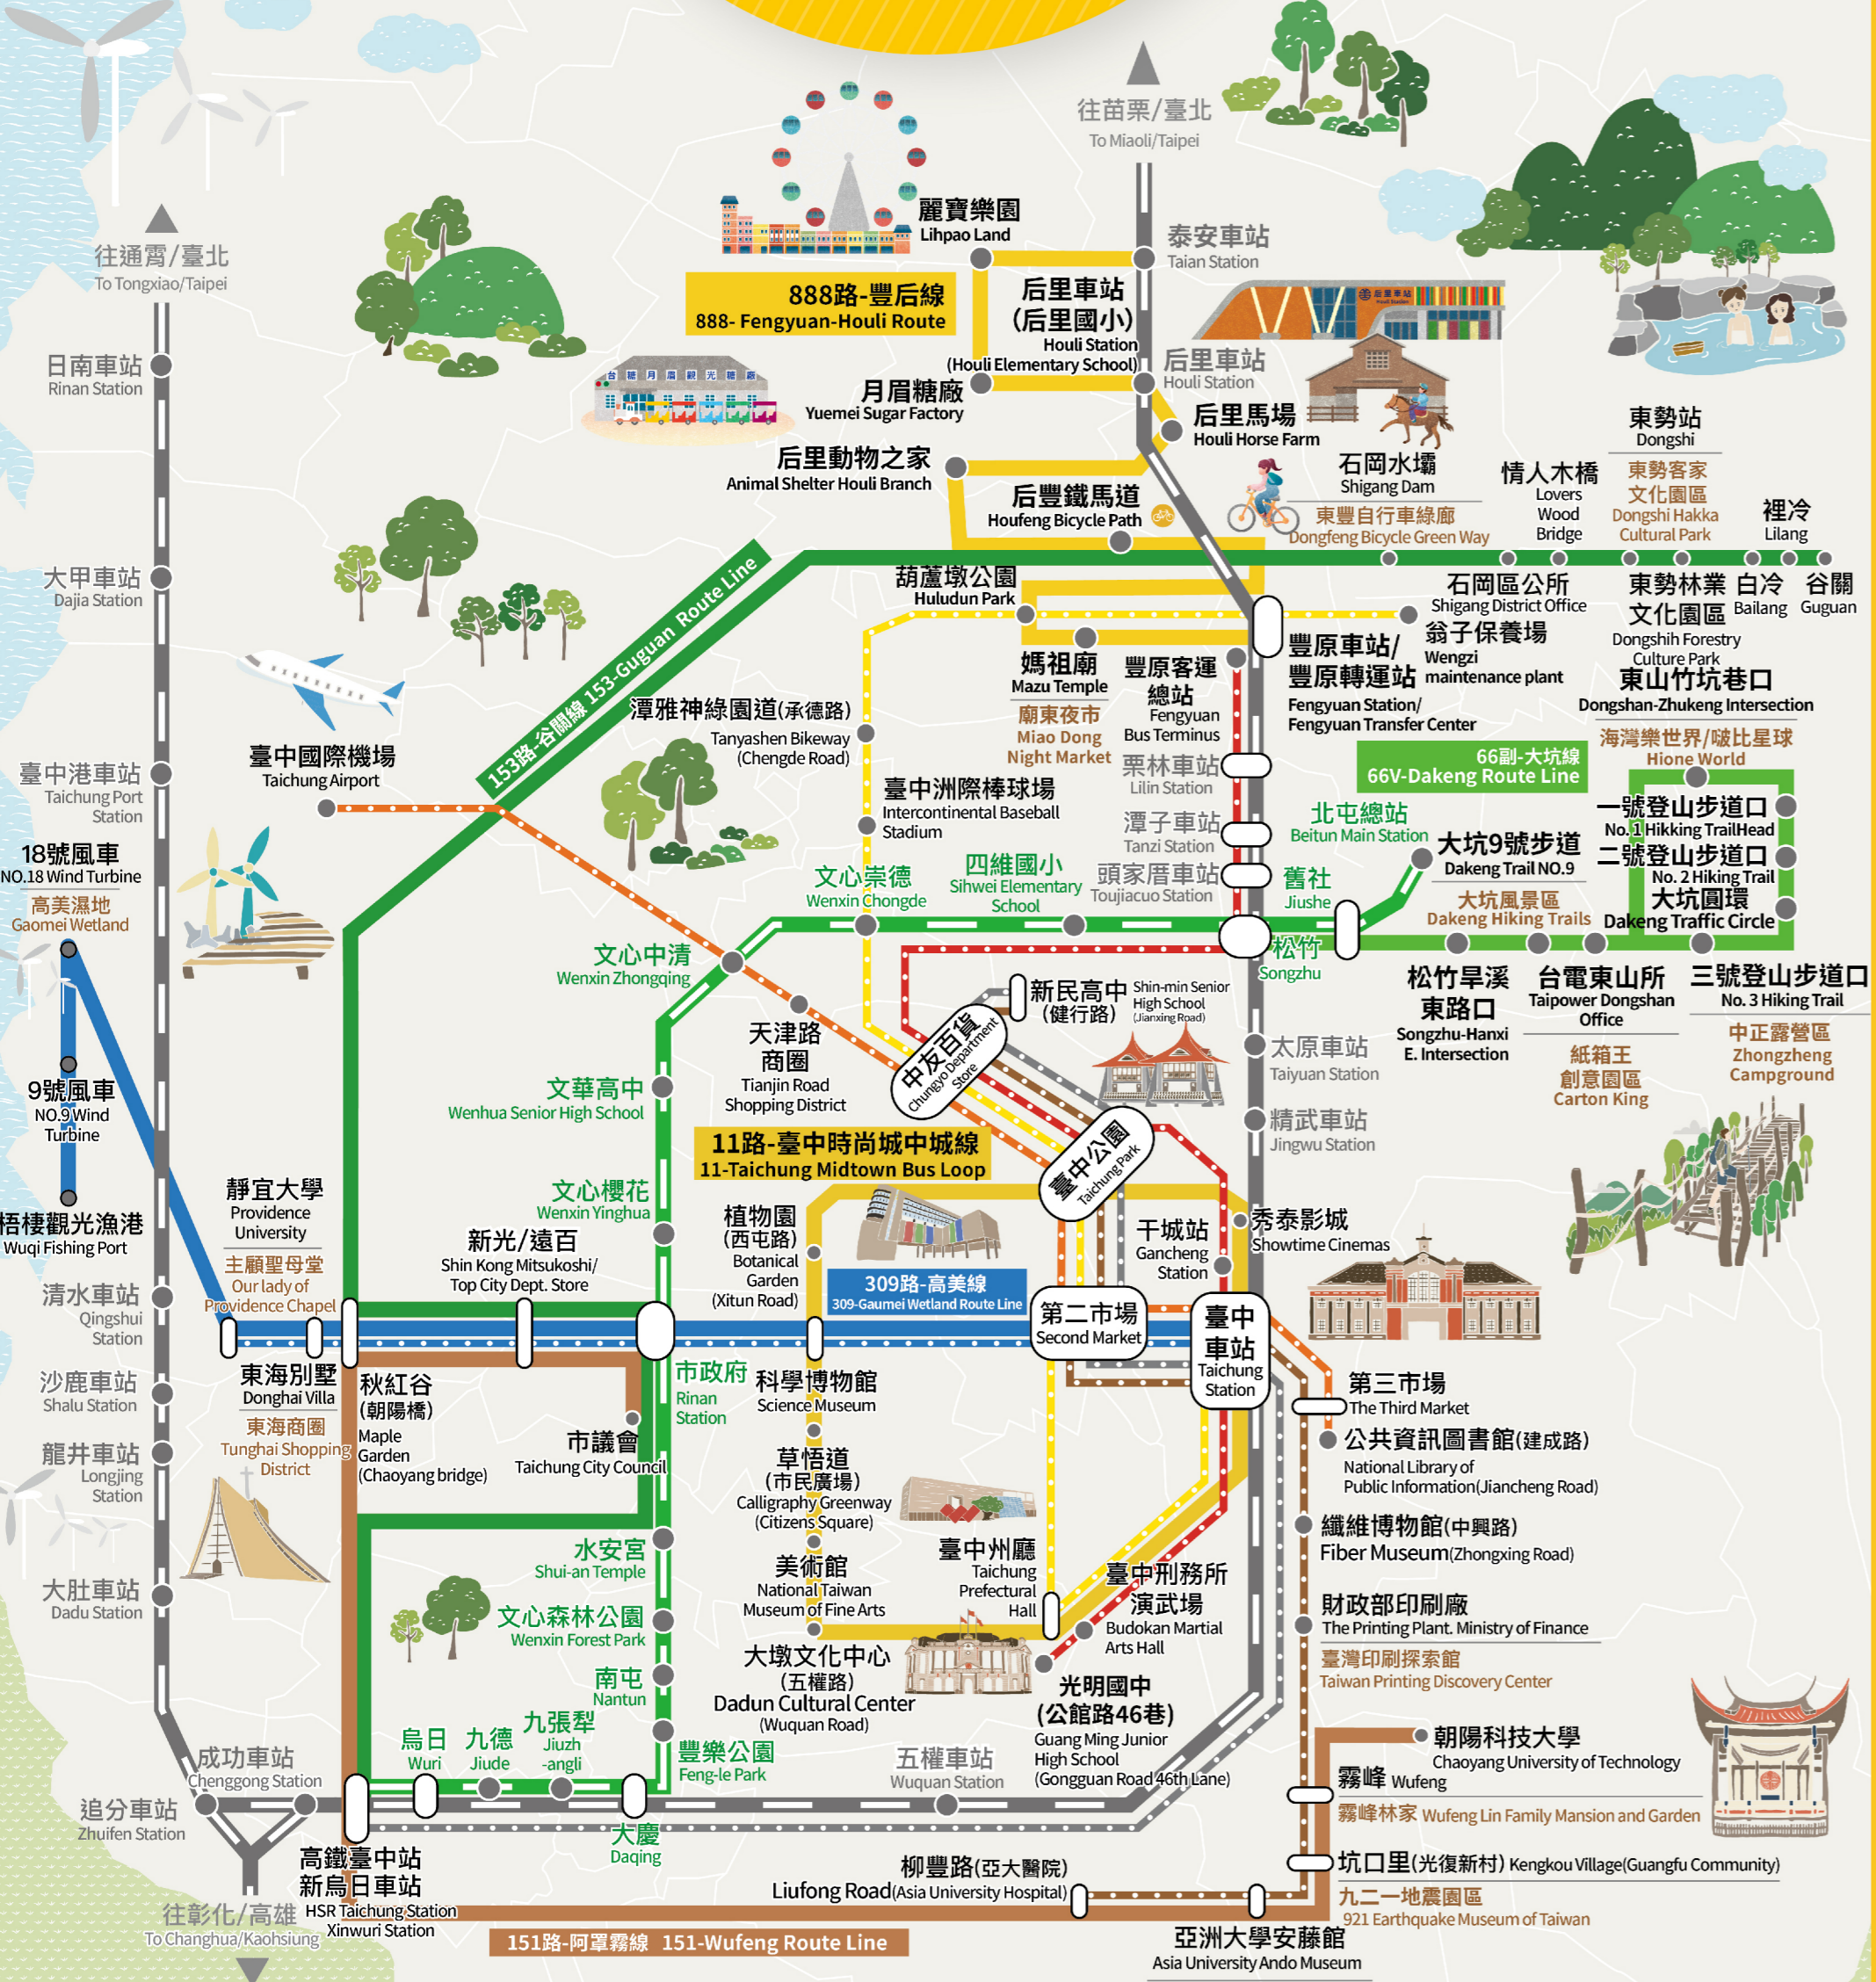 往苗栗/臺北
To Miaoli/Taipei
往通霄/臺北
To Tongxiao/Taipei
麗寶樂園
Lihpao Land
泰安車站
Taian Station
888路-豐后線
888- Fengyuan-Houli Route
后里車站
(后里國小)
Houli Station
(Houli Elementary School)
后里車站
Houli Station
后里車站
Houli Station
台糖月眉觀光糖廠
月眉糖廠
Yuemei Sugar Factory
后里馬場
Houli Horse Farm
日南車站
Rinan Station
后里動物之家
Animal Shelter Houli Branch
后豐鐵馬道
Houfeng Bicycle Path
石岡水壩
Shigang Dam
東豐自行車綠廊
Dongfeng Bicycle Green Way
情人木橋
Lovers
Wood
Bridge
東勢站
Dongshi
東勢客家
文化園區
Dongshi Hakka
Cultural Park
裡冷
Lilang
大甲車站
Dajia Station
153路-谷關線 153-Guguan Route Line
葫蘆墩公園
Huludun Park
石岡區公所
Shigang District Office
東勢林業
文化園區
Dongshih Forestry
Culture Park
白冷
Bailang
谷關
Guguan
翁子保養場
Wengzi
maintenance plant
豐原車站/
豐原轉運站
Fengyuan Station/
Fengyuan Transfer Center
媽祖廟
Mazu Temple
廟東夜市
Miao Dong
Night Market
豐原客運
總站
Fengyuan
Bus Terminus
東山竹坑巷口
Dongshan-Zhukeng Intersection
海灣樂世界/啵比星球
Hione World
潭雅神綠園道(承德路)
Tanyashen Bikeway
(Chengde Road)
臺中國際機場
Taichung Airport
臺中港車站
Taichung Port
Station
栗林車站
Lilin Station
66副-大坑線
66V-Dakeng Route Line
臺中洲際棒球場
Intercontinental Baseball
Stadium
潭子車站
Tanzi Station
北屯總站
Beitun Main Station
一號登山步道口
No. 1 Hikking TrailHead
二號登山步道口
No. 2 Hiking Trail
大坑圓環
Dakeng Traffic Circle
大坑9號步道
Dakeng Trail NO.9
大坑風景區
Dakeng Hiking Trails
18號風車
NO.18 Wind Turbine
高美濕地
Gaomei Wetland
文心崇德
Wenxin Chongde
四維國小
Sihwei Elementary
School
頭家厝車站
Toujiacuo Station
舊社
Jiushe
文心中清
Wenxin Zhongqing
松竹
Songzhu
松竹旱溪
東路口
Songzhu-Hanxi
E. Intersection
台電東山所
Taipower Dongshan
Office
紙箱王
創意園區
Carton King
三號登山步道口
No. 3 Hiking Trail
中正露營區
Zhongzheng
Campground
天津路
商圈
Tianjin Road
Shopping District
中友百貨
Chungyo Department
Store
新民高中
(健行路)
Shin-min Senior
High School
(Jianxing Road)
太原車站
Taiyuan Station
9號風車
NO.9 Wind
Turbine
文華高中
Wenhua Senior High School
11路-臺中時尚城中城線
11-Taichung Midtown Bus Loop
臺中公園
Taichung Park
精武車站
Jingwu Station
梧棲觀光漁港
Wuqi Fishing Port
靜宜大學
Providence
University
主顧聖母堂
Our lady of
Providence Chapel
文心櫻花
Wenxin Yinghua
新光/遠百
Shin Kong Mitsukoshi/
Top City Dept. Store
植物園
(西屯路)
Botanical
Garden
(Xitun Road)
309路-高美線
309-Gaumei Wetland Route Line
干城站
Gancheng
Station
秀泰影城
Showtime Cinemas
清水車站
Qingshui
Station
第二市場
Second Market
臺中
車站
Taichung
Station
沙鹿車站
Shalu Station
東海別墅
Donghai Villa
東海商圈
Tunghai Shopping
District
秋紅谷
(朝陽橋)
Maple
Garden
(Chaoyang bridge)
市議會
Taichung City Council
市政府
Rinan
Station
科學博物館
Science Museum
第三市場
The Third Market
公共資訊圖書館(建成路)
National Library of
Public Information(Jiancheng Road)
龍井車站
Longjing
Station
草悟道
(市民廣場)
Calligraphy Greenway
(Citizens Square)
纖維博物館(中興路)
Fiber Museum(Zhongxing Road)
水安宮
Shui-an Temple
美術館
National Taiwan
Museum of Fine Arts
臺中州廳
Taichung
Prefectural
Hall
臺中刑務所
演武場
Budokan Martial
Arts Hall
大肚車站
Dadu Station
文心森林公園
Wenxin Forest Park
財政部印刷廠
The Printing Plant. Ministry of Finance
臺灣印刷探索館
Taiwan Printing Discovery Center
大墩文化中心
(五權路)
Dadun Cultural Center
(Wuquan Road)
南屯
Nantun
光明國中
(公館路46巷)
Guang Ming Junior
High School
(Gongguan Road 46th Lane)
烏日
Wuri
九德
Jiude
九張犁
Jiuzh
-angli
豐樂公園
Feng-le Park
五權車站
Wuquan Station
朝陽科技大學
Chaoyang University of Technology
霧峰 Wufeng
霧峰林家 Wufeng Lin Family Mansion and Garden
成功車站
Chenggong Station
追分車站
Zhuifen Station
大慶
Daqing
高鐵臺中站
新烏日車站
HSR Taichung Station
Xinwuri Station
柳豐路(亞大醫院)
Liufong Road(Asia University Hospital)
坑口里(光復新村) Kengkou Village(Guangfu Community)
九二一地震園區
921 Earthquake Museum of Taiwan
往彰化/高雄
To Changhua/Kaohsiung
151路-阿罩霧線 151-Wufeng Route Line
亞洲大學安藤館
Asia University Ando Museum